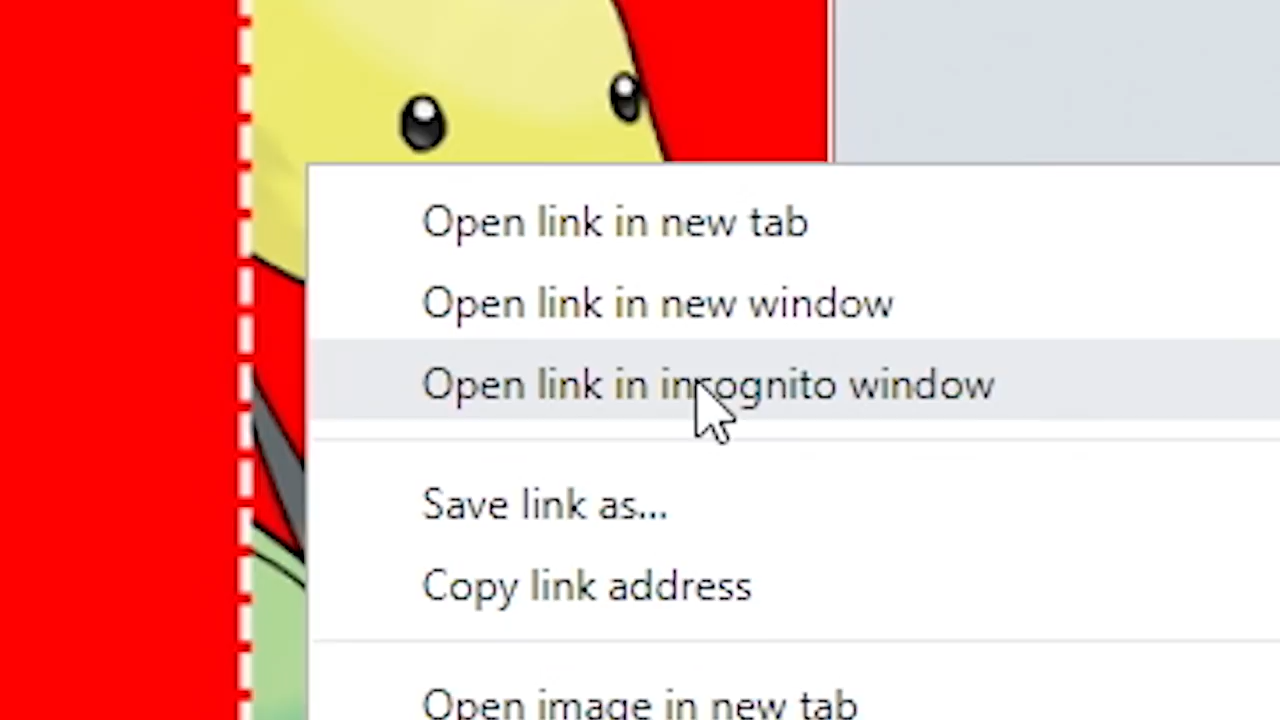 Open link in new tab
Open link in new window
Open link in incognito window
Save link as...
Copy link address
Open image in new tab